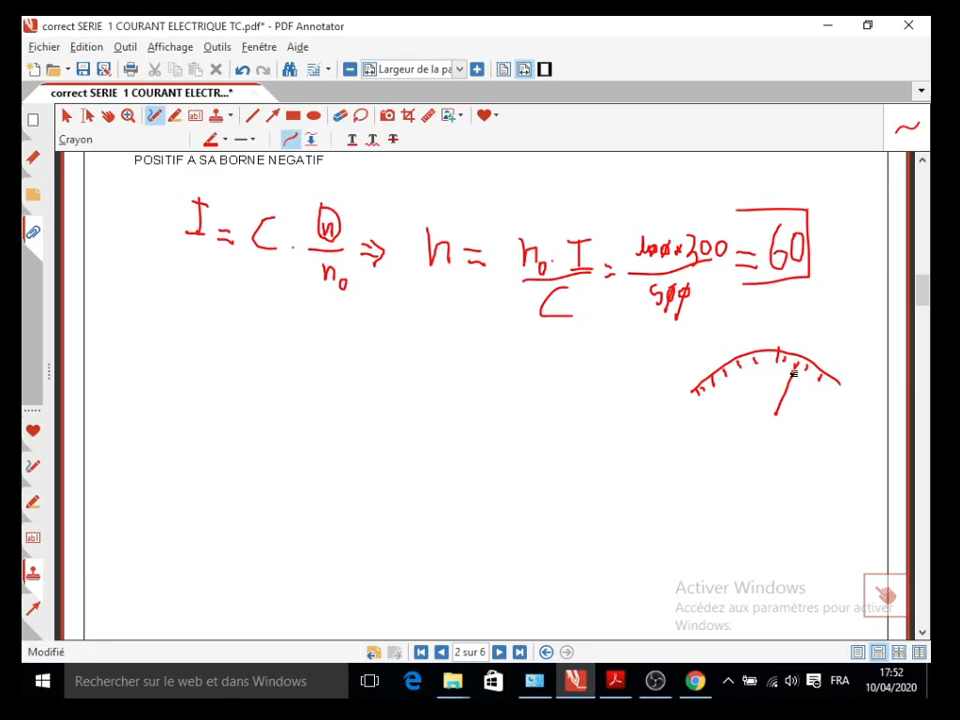 correct SERIE 1 COURANT ELECTRIQUE TC.pdf* - PDF Annotator
Fichier Edition Outil Affichage Outils Fenêtre Aide
Largeur de la pa
correct SERIE 1 COURANT ELECTR...*
Crayon
POSITIF A SA BORNE NEGATIF
I = C . n/n₀ ⇒ n = n₀ . I / C = 100×300 / 500 = 60
Activer Windows
Accédez aux paramètres pour activer
Windows.
Modifié 2 sur 6
Rechercher sur le web et dans Windows
FRA
17:52
10/04/2020